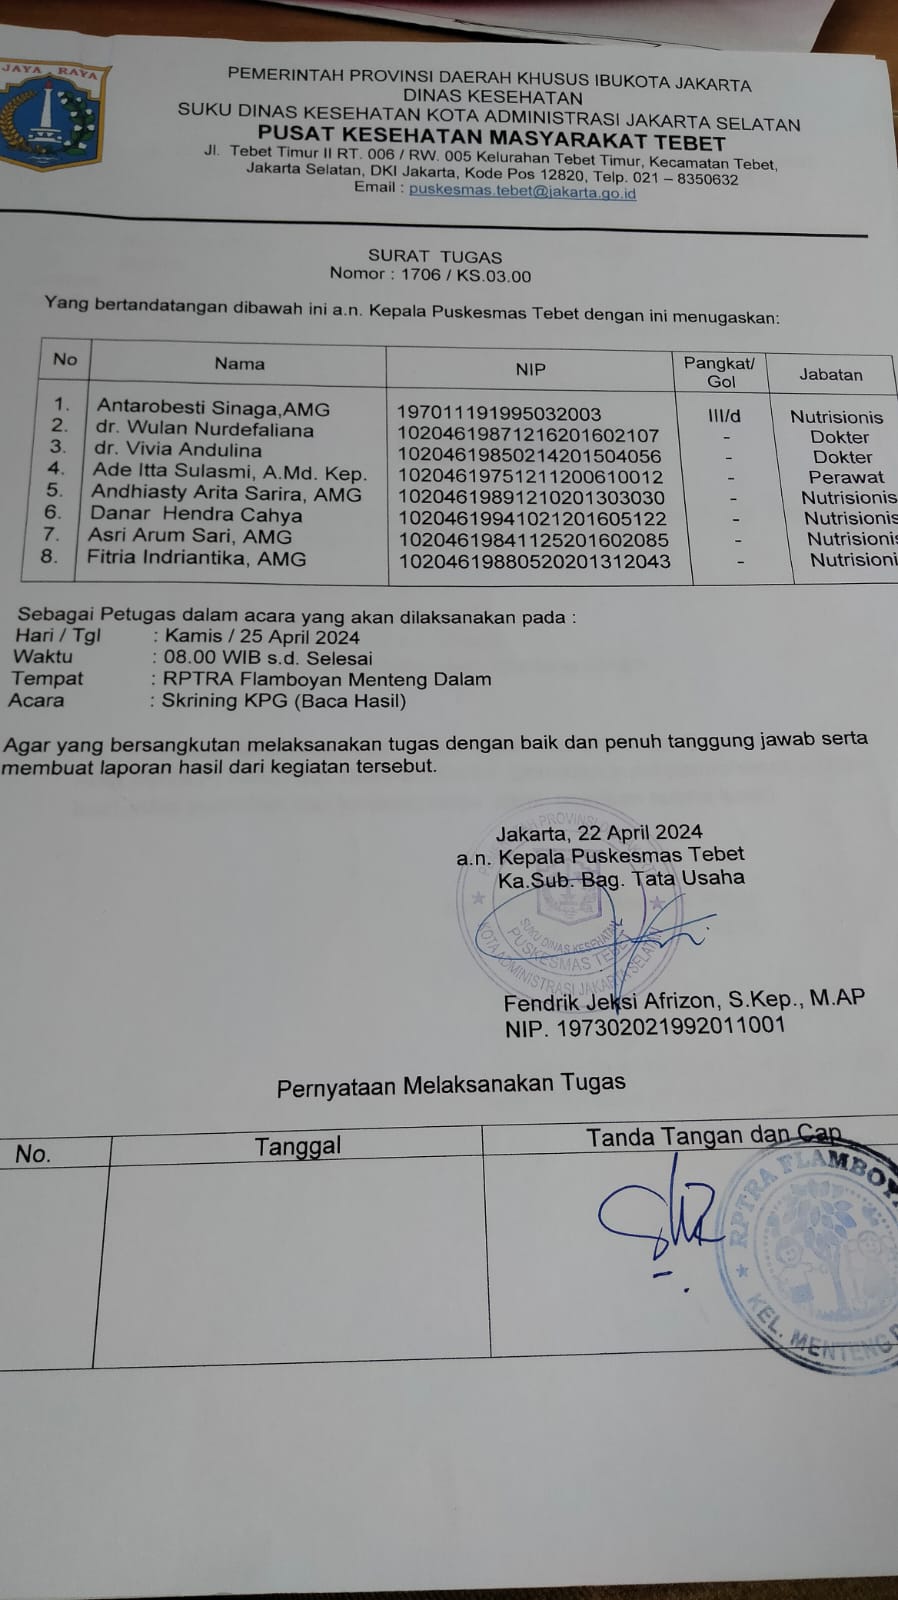 JAYA RAYA
PEMERINTAH PROVINSI DAERAH KHUSUS IBUKOTA JAKARTA
DINAS KESEHATAN
SUKU DINAS KESEHATAN KOTA ADMINISTRASI JAKARTA SELATAN
PUSAT KESEHATAN MASYARAKAT TEBET
Jl. Tebet Timur II RT. 006 / RW. 005 Kelurahan Tebet Timur, Kecamatan Tebet,
Jakarta Selatan, DKI Jakarta, Kode Pos 12820, Telp. 021 – 8350632
Email : puskesmas.tebet@jakarta.go.id
SURAT TUGAS
Nomor : 1706 / KS.03.00
Yang bertandatangan dibawah ini a.n. Kepala Puskesmas Tebet dengan ini menugaskan:
No Nama NIP Pangkat/ Gol Jabatan
1. Antarobesti Sinaga,AMG 197011191995032003 III/d Nutrisionis
2. dr. Wulan Nurdefaliana 10204619871216201602107 - Dokter
3. dr. Vivia Andulina 10204619850214201504056 - Dokter
4. Ade Itta Sulasmi, A.Md. Kep. 10204619751211200610012 - Perawat
5. Andhiasty Arita Sarira, AMG 10204619891210201303030 - Nutrisionis
6. Danar Hendra Cahya 10204619941021201605122 - Nutrisionis
7. Asri Arum Sari, AMG 10204619841125201602085 - Nutrisionis
8. Fitria Indriantika, AMG 10204619880520201312043 - Nutrisioni
Sebagai Petugas dalam acara yang akan dilaksanakan pada :
Hari / Tgl : Kamis / 25 April 2024
Waktu : 08.00 WIB s.d. Selesai
Tempat : RPTRA Flamboyan Menteng Dalam
Acara : Skrining KPG (Baca Hasil)
Agar yang bersangkutan melaksanakan tugas dengan baik dan penuh tanggung jawab serta
membuat laporan hasil dari kegiatan tersebut.
Jakarta, 22 April 2024
a.n. Kepala Puskesmas Tebet
Ka.Sub. Bag. Tata Usaha
SUKU DINAS KESEHATAN
PUSKESMAS TEBET
KOTA ADMINISTRASI JAKARTA SELATAN
Fendrik Jeksi Afrizon, S.Kep., M.AP
NIP. 197302021992011001
Pernyataan Melaksanakan Tugas
No. Tanggal Tanda Tangan dan Cap
RPTRA FLAMBOY
KEL. MENTENG